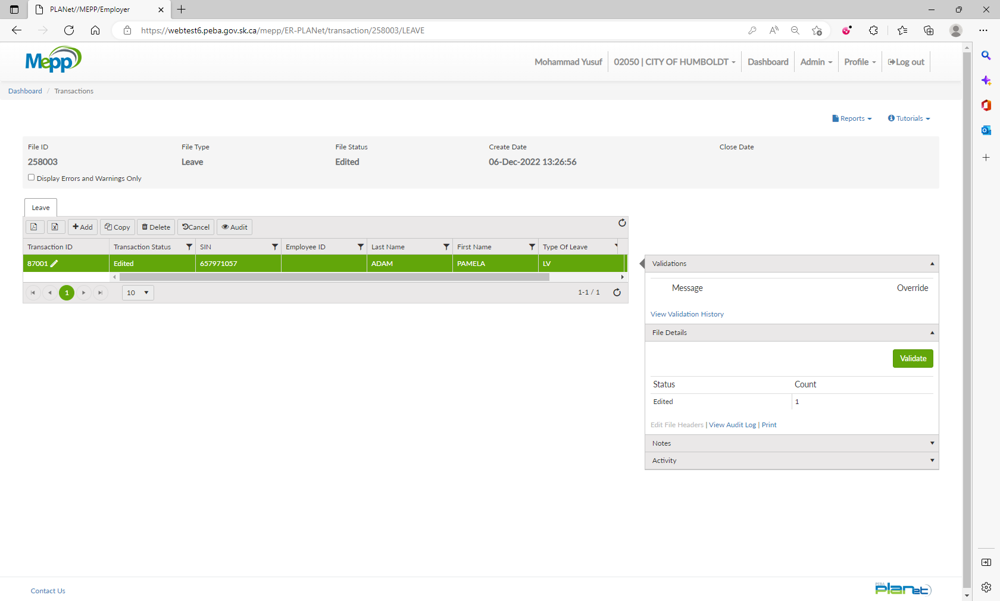 PLANet//MEPP/Employer
https://webtest6.peba.gov.sk.ca/mepp/ER-PLANet/transaction/258003/LEAVE
Mepp
Mohammad Yusuf
02050 | CITY OF HUMBOLDT
Dashboard
Admin
Profile
Log out
Dashboard / Transactions
Reports
Tutorials
File ID
File Type
File Status
Create Date
Close Date
258003
Leave
Edited
06-Dec-2022 13:26:56
Display Errors and Warnings Only
Leave
Add
Copy
Delete
Cancel
Audit
Transaction ID
Transaction Status
SIN
Employee ID
Last Name
First Name
Type Of Leave
87001
Edited
657971057
ADAM
PAMELA
LV
1
10
1-1 / 1
Validations
Message
Override
View Validation History
File Details
Validate
Status
Count
Edited
1
Edit File Headers | View Audit Log | Print
Notes
Activity
Contact Us
PEBA
planet